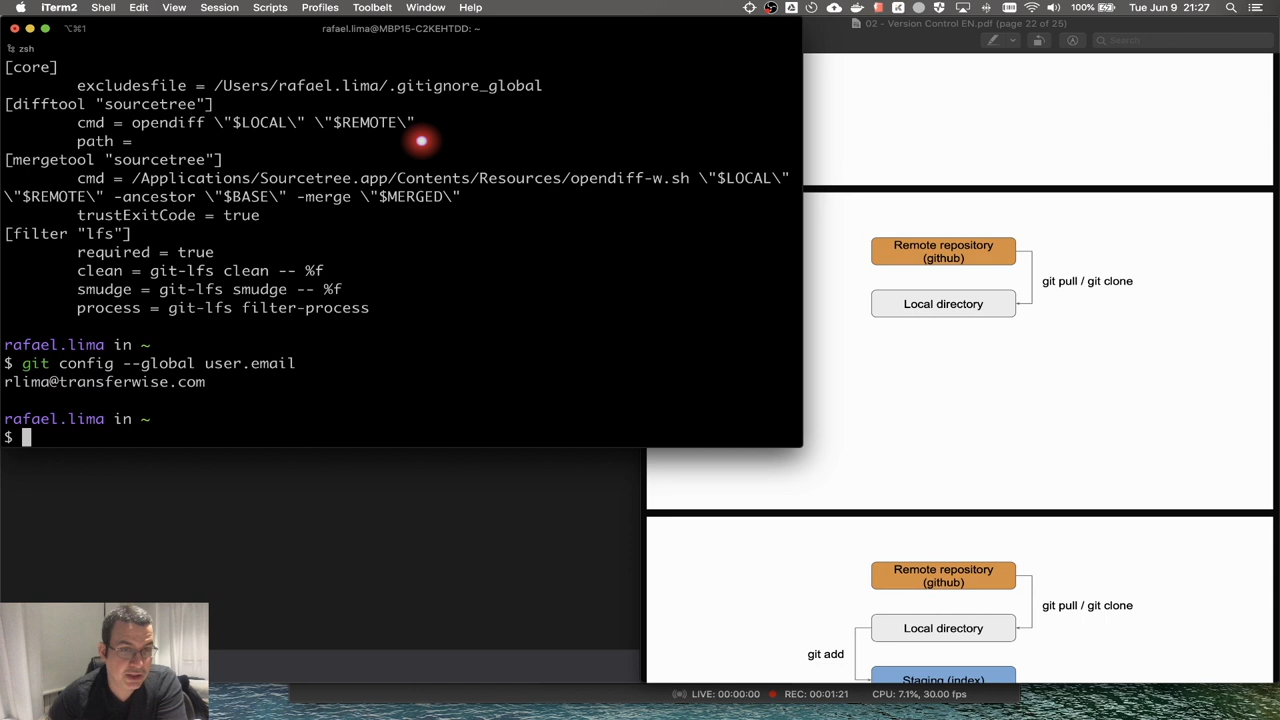 Shell Edit View Session Scripts Profiles Toolbelt Window Help
100% Tue Jun 9 21:27
⌥⌘1
rafael.lima@MBP15-C2KEHTDD: ~
zsh
[core]
excludesfile = /Users/rafael.lima/.gitignore_global
[difftool "sourcetree"]
cmd = opendiff \"$LOCAL\" \"$REMOTE\"
path =
[mergetool "sourcetree"]
cmd = /Applications/Sourcetree.app/Contents/Resources/opendiff-w.sh \"$LOCAL\"
\"$REMOTE\" -ancestor \"$BASE\" -merge \"$MERGED\"
trustExitCode = true
[filter "lfs"]
required = true
clean = git-lfs clean -- %f
smudge = git-lfs smudge -- %f
process = git-lfs filter-process
rafael.lima in ~
$ git config --global user.email
rlima@transferwise.com
rafael.lima in ~
$
02 - Version Control EN.pdf (page 22 of 25)
Search
Remote repository
(github)
git pull / git clone
Local directory
Remote repository
(github)
git pull / git clone
Local directory
git add
Staging (index)
LIVE: 00:00:00 REC: 00:01:21 CPU: 7.1%, 30.00 fps